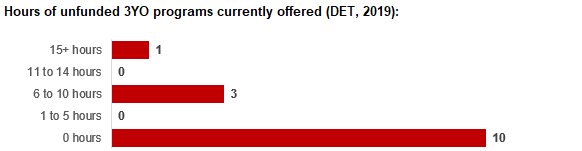 Hours of unfunded 3YO programs currently offered (DET, 2019):
15+ hours 1
11 to 14 hours 0
6 to 10 hours 3
1 to 5 hours 0
0 hours 10